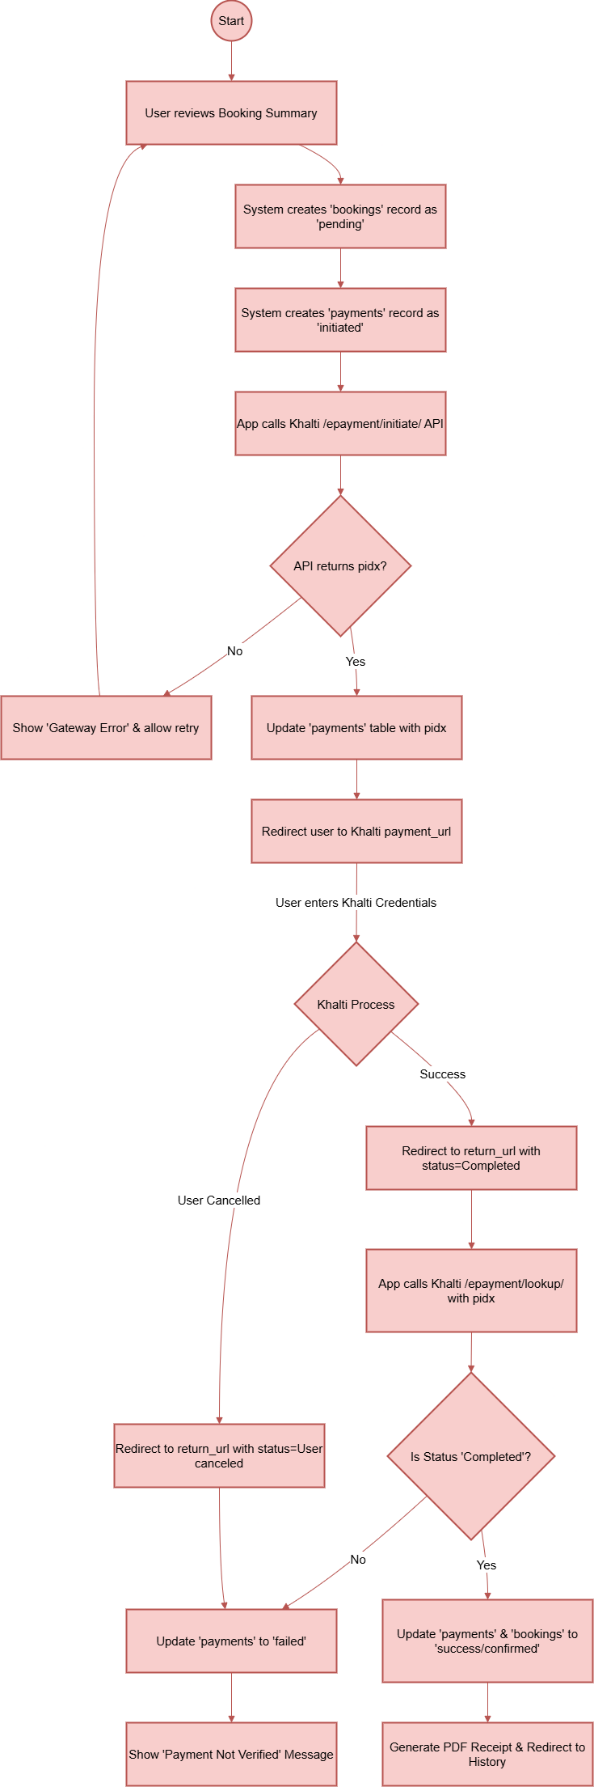 Start
User reviews Booking Summary
System creates 'bookings' record as
'pending'
System creates 'payments' record as
'initiated'
App calls Khalti /epayment/initiate/ API
API returns pidx?
No
Yes
Show 'Gateway Error' & allow retry
Update 'payments' table with pidx
Redirect user to Khalti payment_url
User enters Khalti Credentials
Khalti Process
Success
Redirect to return_url with
status=Completed
User Cancelled
App calls Khalti /epayment/lookup/
with pidx
Redirect to return_url with status=User
canceled
Is Status 'Completed'?
No
Yes
Update 'payments' to 'failed'
Update 'payments' & 'bookings' to
'success/confirmed'
Show 'Payment Not Verified' Message
Generate PDF Receipt & Redirect to
History